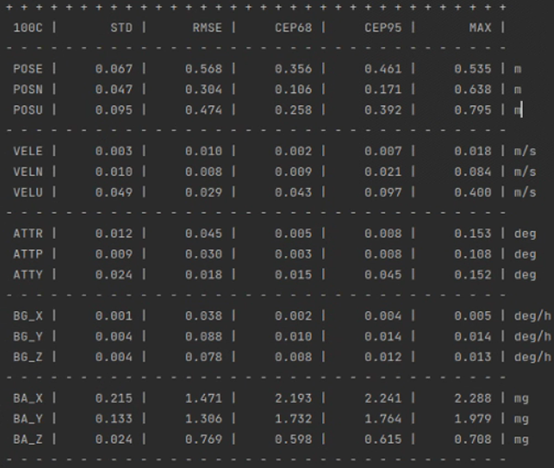 + + + + + + + + + + + + + + + + + + + + + + + + + + + + + + + + + +
100C | STD | RMSE | CEP68 | CEP95 | MAX |
- - - - - - - - - - - - - - - - - - - - - - - - - - - - - - - - - -
POSE | 0.067 | 0.568 | 0.356 | 0.461 | 0.535 | m
POSN | 0.047 | 0.304 | 0.106 | 0.171 | 0.638 | m
POSU | 0.095 | 0.474 | 0.258 | 0.392 | 0.795 | m
- - - - - - - - - - - - - - - - - - - - - - - - - - - - - - - - - -
VELE | 0.003 | 0.010 | 0.002 | 0.007 | 0.018 | m/s
VELN | 0.010 | 0.008 | 0.009 | 0.021 | 0.084 | m/s
VELU | 0.049 | 0.029 | 0.043 | 0.097 | 0.400 | m/s
- - - - - - - - - - - - - - - - - - - - - - - - - - - - - - - - - -
ATTR | 0.012 | 0.045 | 0.005 | 0.008 | 0.153 | deg
ATTP | 0.009 | 0.030 | 0.003 | 0.008 | 0.108 | deg
ATTY | 0.024 | 0.018 | 0.015 | 0.045 | 0.152 | deg
- - - - - - - - - - - - - - - - - - - - - - - - - - - - - - - - - -
BG_X | 0.001 | 0.038 | 0.002 | 0.004 | 0.005 | deg/h
BG_Y | 0.004 | 0.088 | 0.010 | 0.014 | 0.014 | deg/h
BG_Z | 0.004 | 0.078 | 0.008 | 0.012 | 0.013 | deg/h
- - - - - - - - - - - - - - - - - - - - - - - - - - - - - - - - - -
BA_X | 0.215 | 1.471 | 2.193 | 2.241 | 2.288 | mg
BA_Y | 0.133 | 1.306 | 1.732 | 1.764 | 1.979 | mg
BA_Z | 0.024 | 0.769 | 0.598 | 0.615 | 0.708 | mg
- - - - - - - - - - - - - - - - - - - - - - - - - - - - - - - - - -